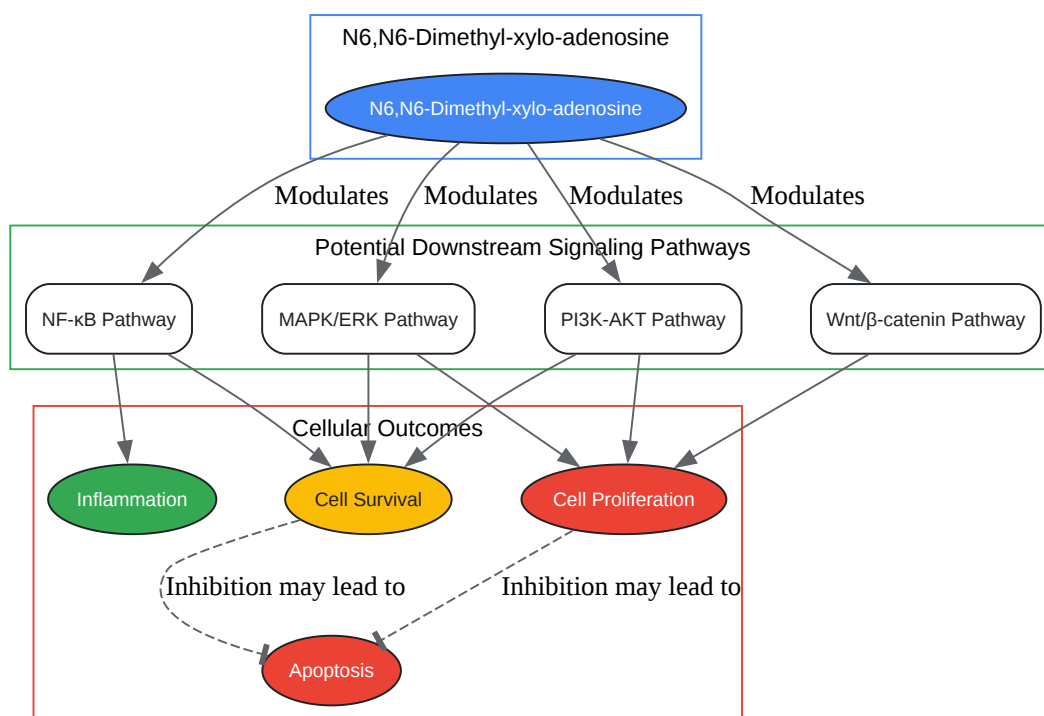 N6,N6-Dimethyl-xylo-adenosine
N6,N6-Dimethyl-xylo-adenosine
Modulates
Modulates
Modulates
Modulates
Potential Downstream Signaling Pathways
NF-κB Pathway
MAPK/ERK Pathway
PI3K-AKT Pathway
Wnt/β-catenin Pathway
Cellular Outcomes
Inflammation
Cell Survival
Cell Proliferation
Inhibition may lead to
Inhibition may lead to
Apoptosis